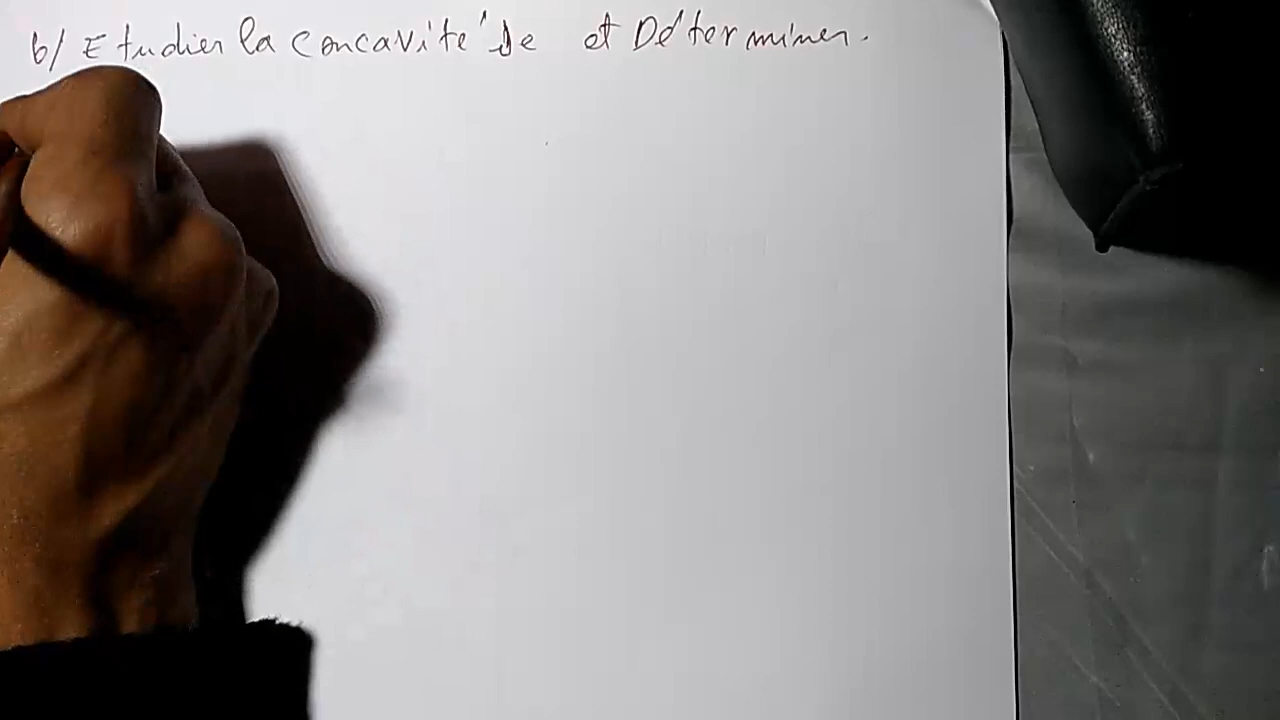 b/ Etudier la concavité de et Déterminer.